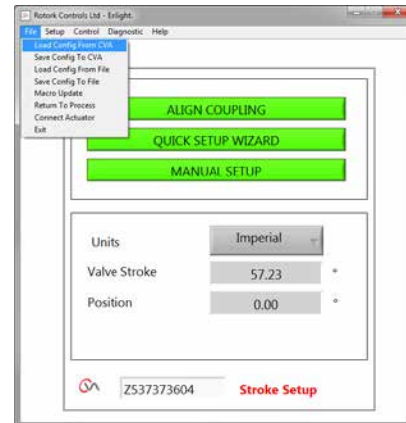 Rotork Controls Ltd - Enlight.
File Setup Control Diagnostic Help
Load Config From CVA
Save Config To CVA
Load Config From File
Save Config To File
Macro Update
Return To Process
Connect Actuator
Exit
ALIGN COUPLING
QUICK SETUP WIZARD
MANUAL SETUP
Units Imperial
Valve Stroke 57.23 °
Position 0.00 °
Z537373604 Stroke Setup